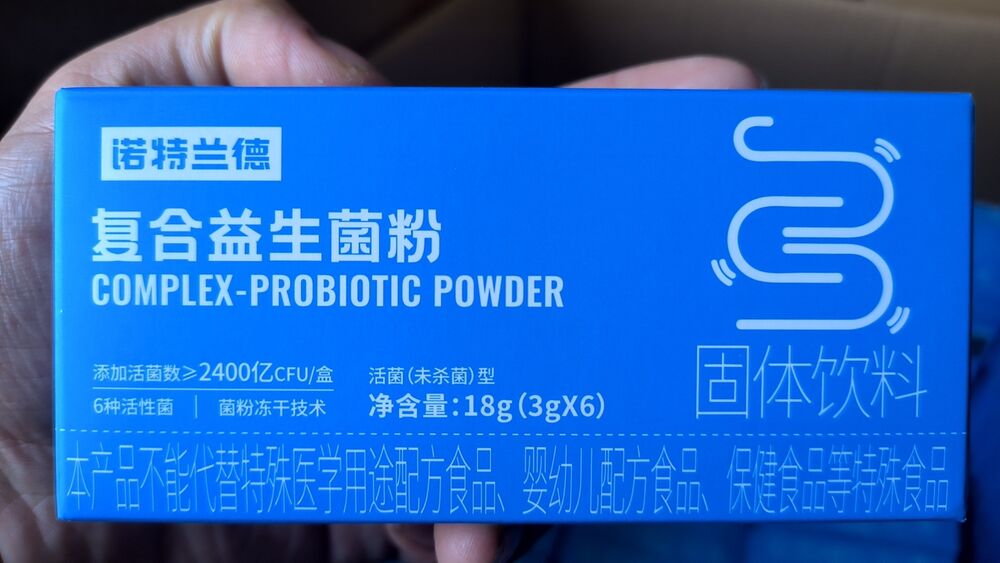 诺特兰德
复合益生菌粉
COMPLEX-PROBIOTIC POWDER
添加活菌数≥2400亿CFU/盒
6种活性菌 | 菌粉冻干技术
活菌(未杀菌)型
净含量:18g(3gX6)
固体饮料
本产品不能代替特殊医学用途配方食品、婴幼儿配方食品、保健食品等特殊食品